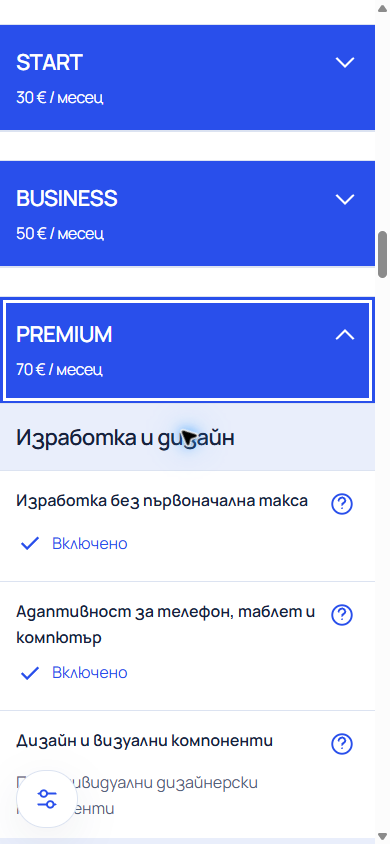 START
30 € / месец
BUSINESS
50 € / месец
PREMIUM
70 € / месец
Изработка и дизайн
Изработка без първоначална такса
Включено
Адаптивност за телефон, таблет и
компютър
Включено
Дизайн и визуални компоненти
дизайнерски